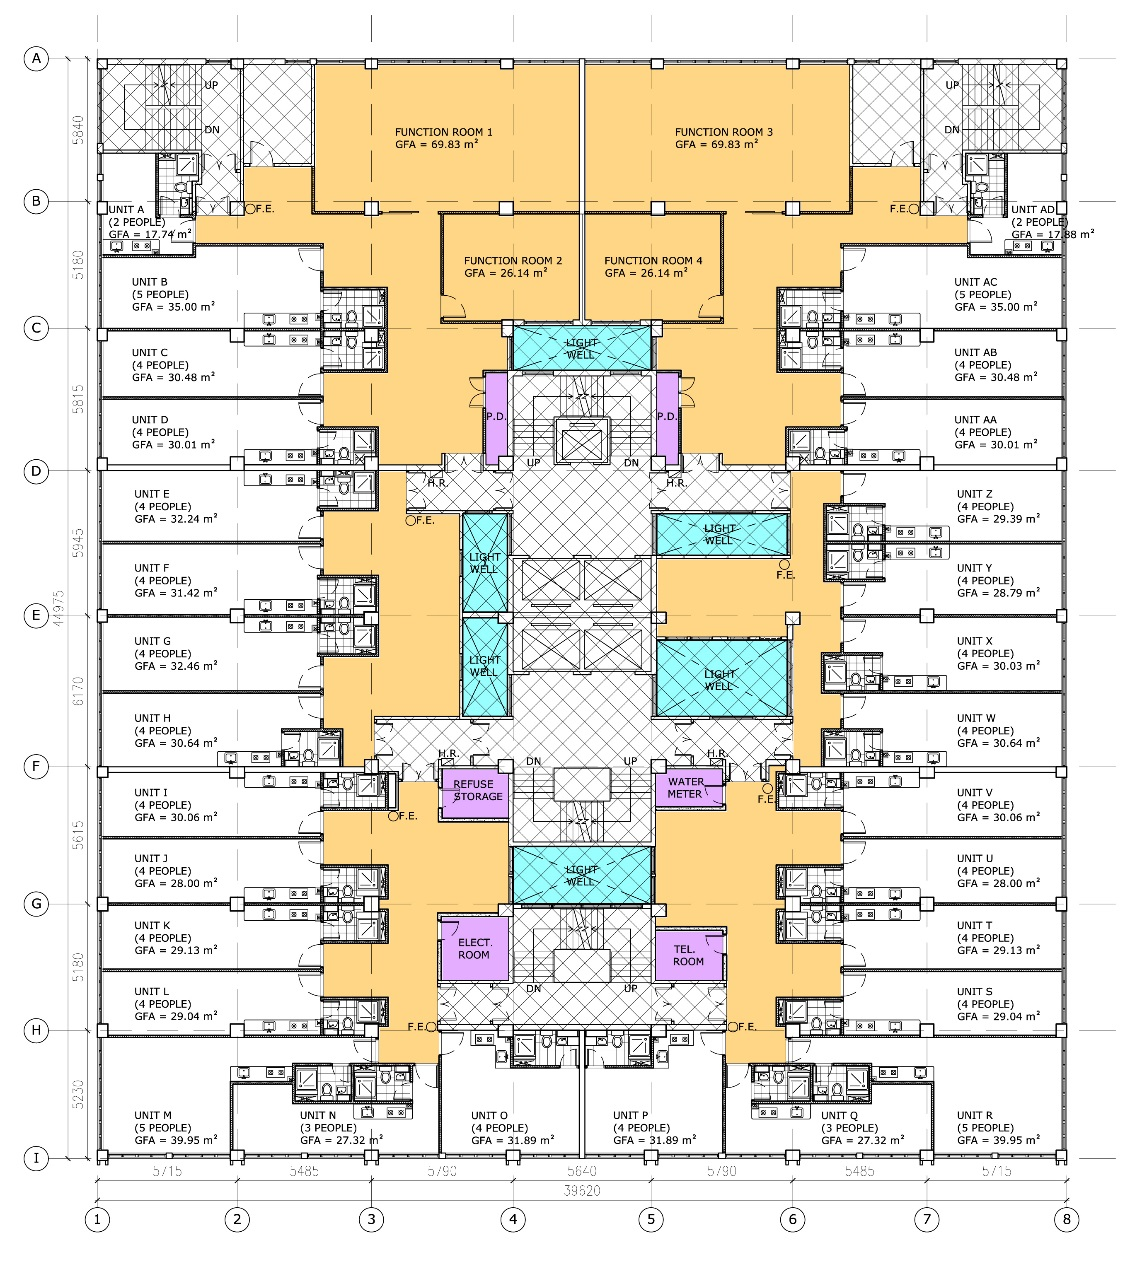 A
UP
UP
5840
DN
DN
FUNCTION ROOM 1
GFA = 69.83 m²
FUNCTION ROOM 3
GFA = 69.83 m²
B
F.E.
F.E.
UNIT A
(2 PEOPLE)
GFA = 17.74 m²
UNIT AD
(2 PEOPLE)
GFA = 17.88 m²
5180
FUNCTION ROOM 2
GFA = 26.14 m²
FUNCTION ROOM 4
GFA = 26.14 m²
UNIT B
(5 PEOPLE)
GFA = 35.00 m²
UNIT AC
(5 PEOPLE)
GFA = 35.00 m²
C
LIGHT
WELL
UNIT C
(4 PEOPLE)
GFA = 30.48 m²
UNIT AB
(4 PEOPLE)
GFA = 30.48 m²
5815
P.D.
P.D.
UNIT D
(4 PEOPLE)
GFA = 30.01 m²
UNIT AA
(4 PEOPLE)
GFA = 30.01 m²
D
UP
DN
H.R.
H.R.
UNIT E
(4 PEOPLE)
GFA = 32.24 m²
UNIT Z
(4 PEOPLE)
GFA = 29.39 m²
F.E.
LIGHT
WELL
5945
LIGHT
WELL
F.E.
UNIT F
(4 PEOPLE)
GFA = 31.42 m²
UNIT Y
(4 PEOPLE)
GFA = 28.79 m²
44975
E
UNIT G
(4 PEOPLE)
GFA = 32.46 m²
UNIT X
(4 PEOPLE)
GFA = 30.03 m²
LIGHT
WELL
LIGHT
WELL
6170
UNIT H
(4 PEOPLE)
GFA = 30.64 m²
UNIT W
(4 PEOPLE)
GFA = 30.64 m²
H.R.
H.R.
F
DN
UP
REFUSE
STORAGE
WATER
METER
UNIT I
(4 PEOPLE)
GFA = 30.06 m²
UNIT V
(4 PEOPLE)
GFA = 30.06 m²
F.E.
F.E.
5615
UNIT J
(4 PEOPLE)
GFA = 28.00 m²
LIGHT
WELL
UNIT U
(4 PEOPLE)
GFA = 28.00 m²
G
UNIT K
(4 PEOPLE)
GFA = 29.13 m²
UNIT T
(4 PEOPLE)
GFA = 29.13 m²
ELECT.
ROOM
TEL.
ROOM
5180
DN
UP
UNIT L
(4 PEOPLE)
GFA = 29.04 m²
UNIT S
(4 PEOPLE)
GFA = 29.04 m²
H
F.E.
F.E.
5230
UNIT M
(5 PEOPLE)
GFA = 39.95 m²
UNIT N
(3 PEOPLE)
GFA = 27.32 m²
UNIT O
(4 PEOPLE)
GFA = 31.89 m²
UNIT P
(4 PEOPLE)
GFA = 31.89 m²
UNIT Q
(3 PEOPLE)
GFA = 27.32 m²
UNIT R
(5 PEOPLE)
GFA = 39.95 m²
I
5715 5485 5790 5640 5790 5485 5715
39620
1 2 3 4 5 6 7 8